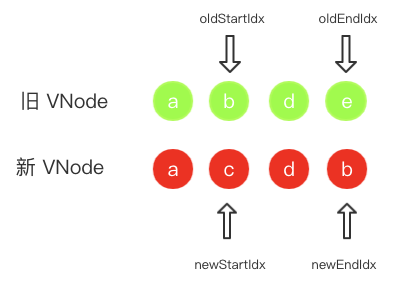 oldStartIdx oldEndIdx
旧 VNode a b d e
新 VNode a c d b
newStartIdx newEndIdx